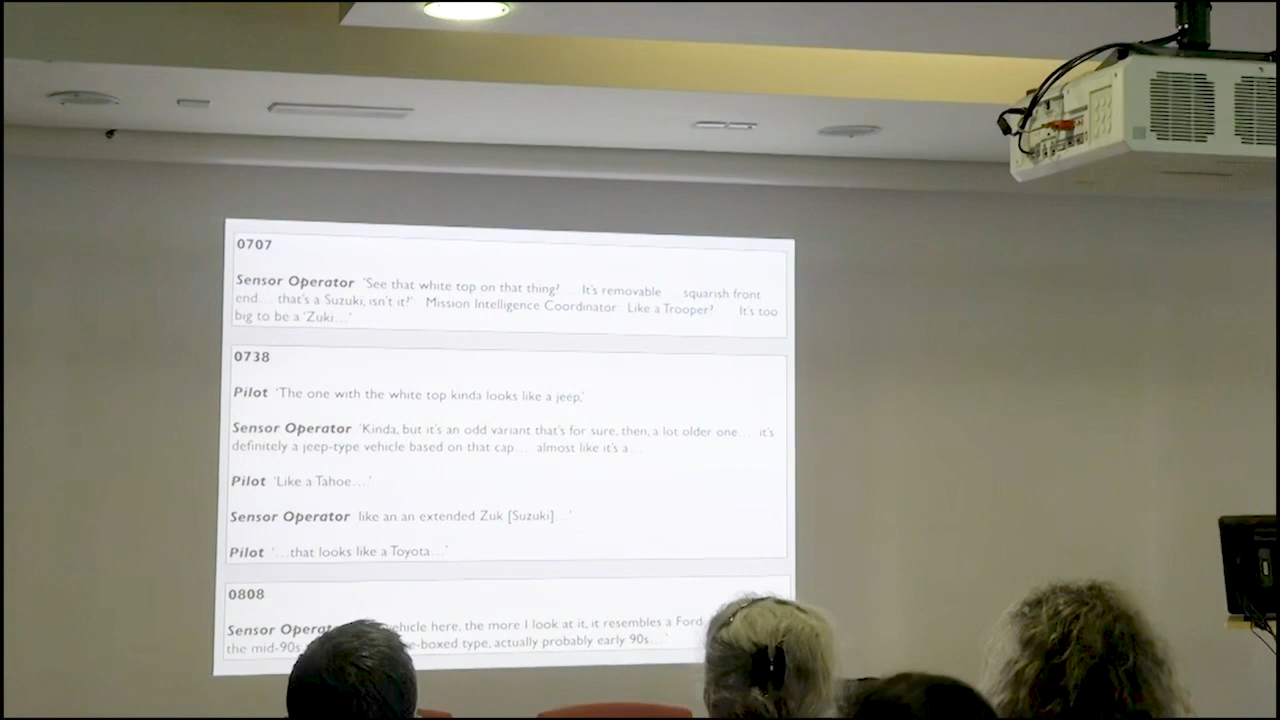 0707
Sensor Operator 'See that white top on that thing? ... It's removable ... squarish front
end... that's a Suzuki, isn't it?' Mission Intelligence Coordinator Like a Trooper? ... It's too
big to be a 'Zuki...'
0738
Pilot 'The one with the white top kinda looks like a jeep.'
Sensor Operator 'Kinda, but it's an odd variant that's for sure, then, a lot older one... it's
definitely a jeep-type vehicle based on that cap.... almost like it's a...
Pilot 'Like a Tahoe....'
Sensor Operator like an an extended Zuk [Suzuki]...'
Pilot '...that looks like a Toyota...'
0808
Sensor vehicle here, the more I look at it, it resembles a Ford
the mid-90s e-boxed type, actually probably early 90s